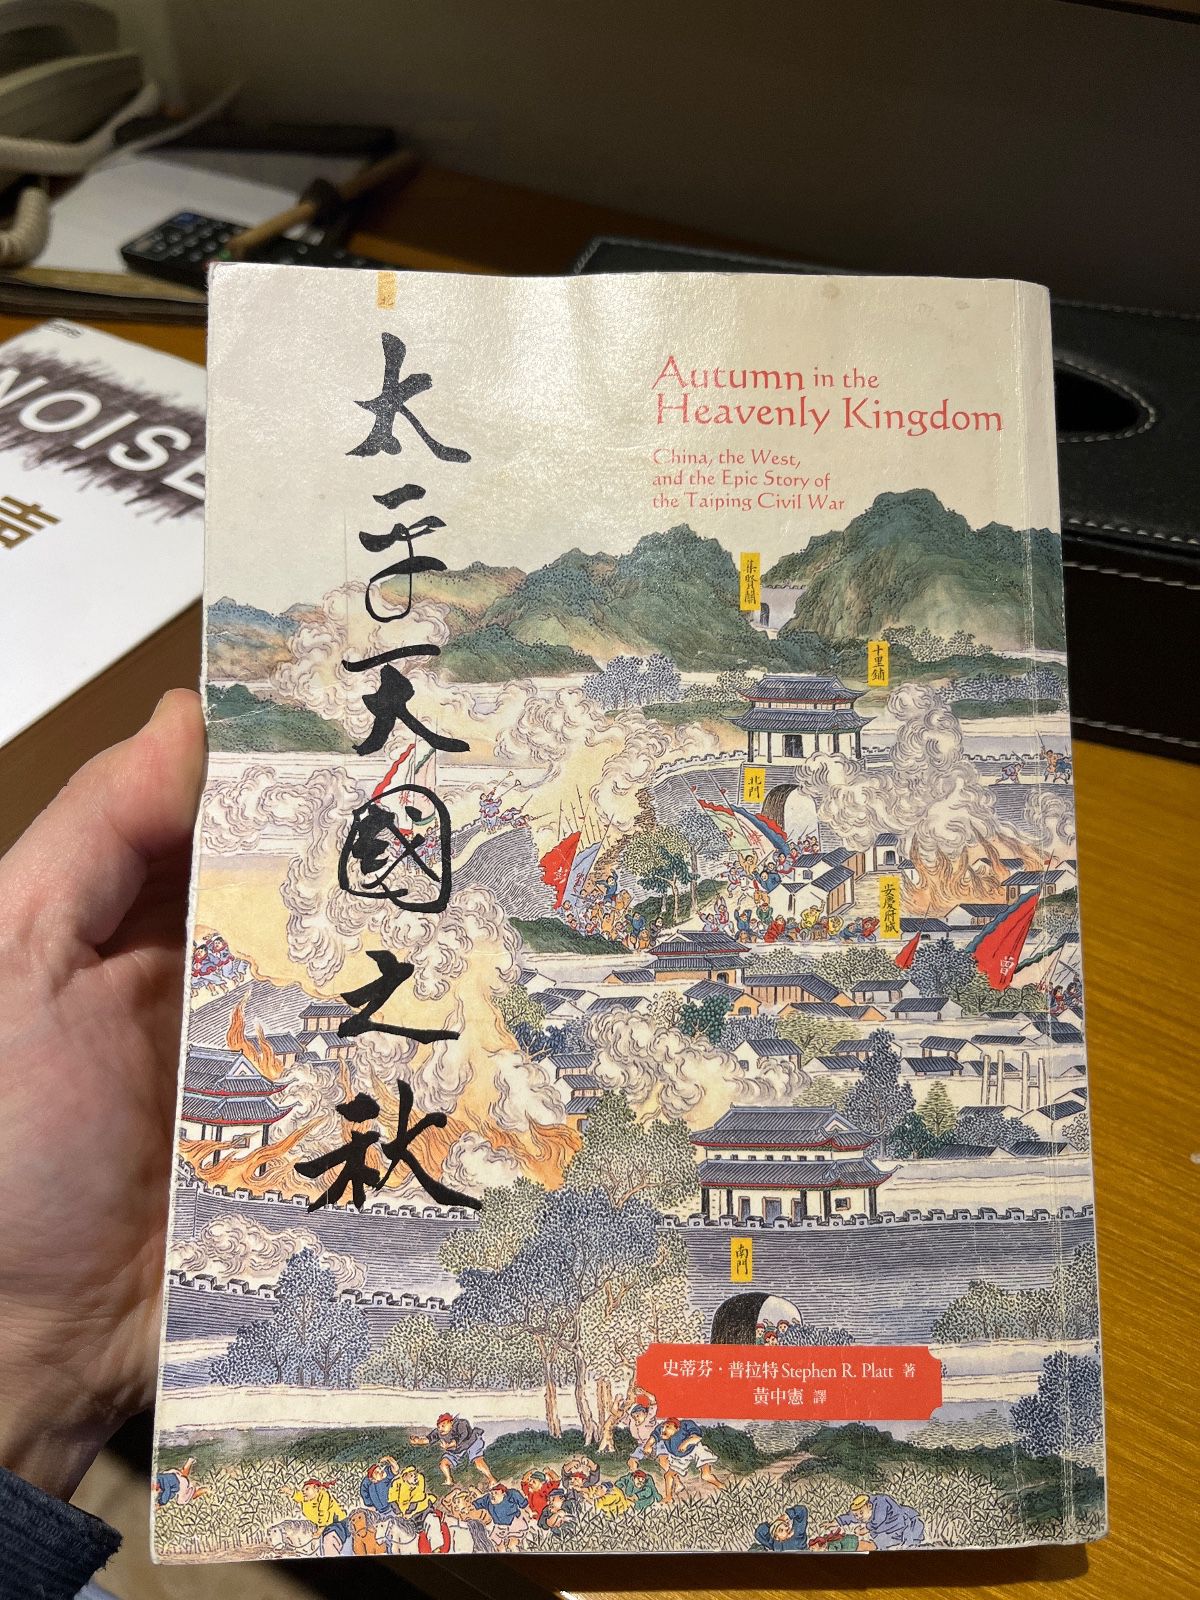 北
太平天國之秋
Autumn in the
Heavenly Kingdom
China, the West,
and the Epic Story of
the Taiping Civil War
集賢關
十里鋪
北門
安慶府城
曾
南門
史蒂芬·普拉特 Stephen R. Platt 著
黃中憲 譯
NOISE